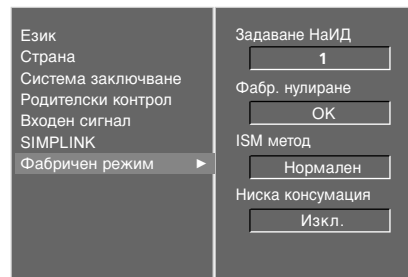 Език
Страна
Система заключване
Родителски контрол
Входен сигнал
SIMPLINK
Фабричен режим ►
Задаване НаИД
1
Фабр. нулиране
OK
ISM метод
Нормален
Ниска консумация
Изкл.